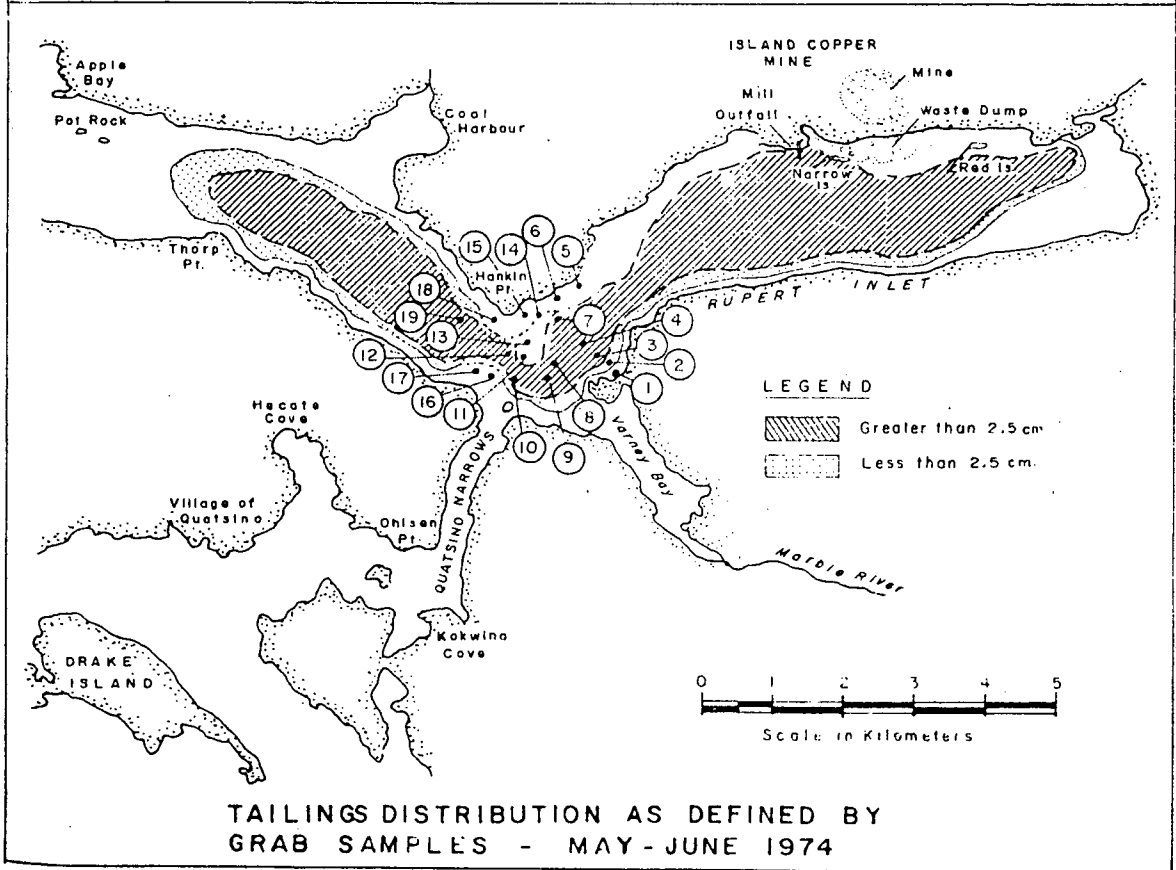 ISLAND COPPER
MINE
Mine
Mill
Outfall
Waste Dump
Apple
Bay
Pot Rock
Coal
Harbour
Narrow
Is.
Red Is.
Thorp
Pt.
Hankin
Pt.
RUPERT INLET
15
14
6
5
18
19
13
7
4
3
2
1
12
17
16
11
10
9
8
LEGEND
Greater than 2.5 cm
Less than 2.5 cm.
Hecate
Cove
Varney Bay
Village of
Quatsino
Ohlsen
Pt.
QUATSINO NARROWS
Marble River
Kokwina
Cove
DRAKE
ISLAND
0 1 2 3 4 5
Scale in Kilometers
TAILINGS DISTRIBUTION AS DEFINED BY
GRAB SAMPLES - MAY-JUNE 1974